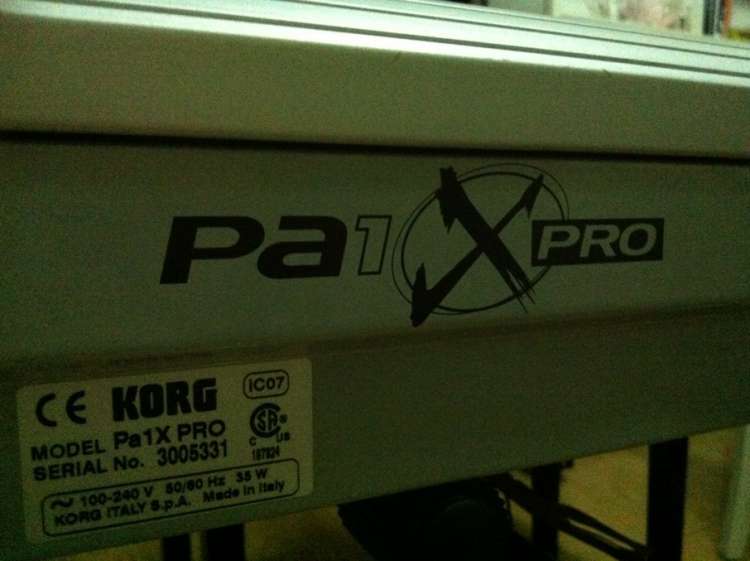 Pa1X PRO
CE KORG IC07
MODEL Pa1X PRO
SERIAL No. 3005331
C US
187824
~ 100-240 V 50/60 Hz 35 W
KORG ITALY S.p.A. Made in Italy